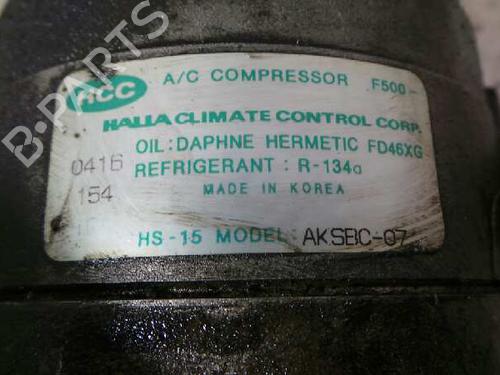 HCC A/C COMPRESSOR F500-
HALLA CLIMATE CONTROL CORP.
OIL: DAPHNE HERMETIC FD46XG
0416 REFRIGERANT : R-134a
154 MADE IN KOREA
HS-15 MODEL: AKSBC-07
B-PARTS